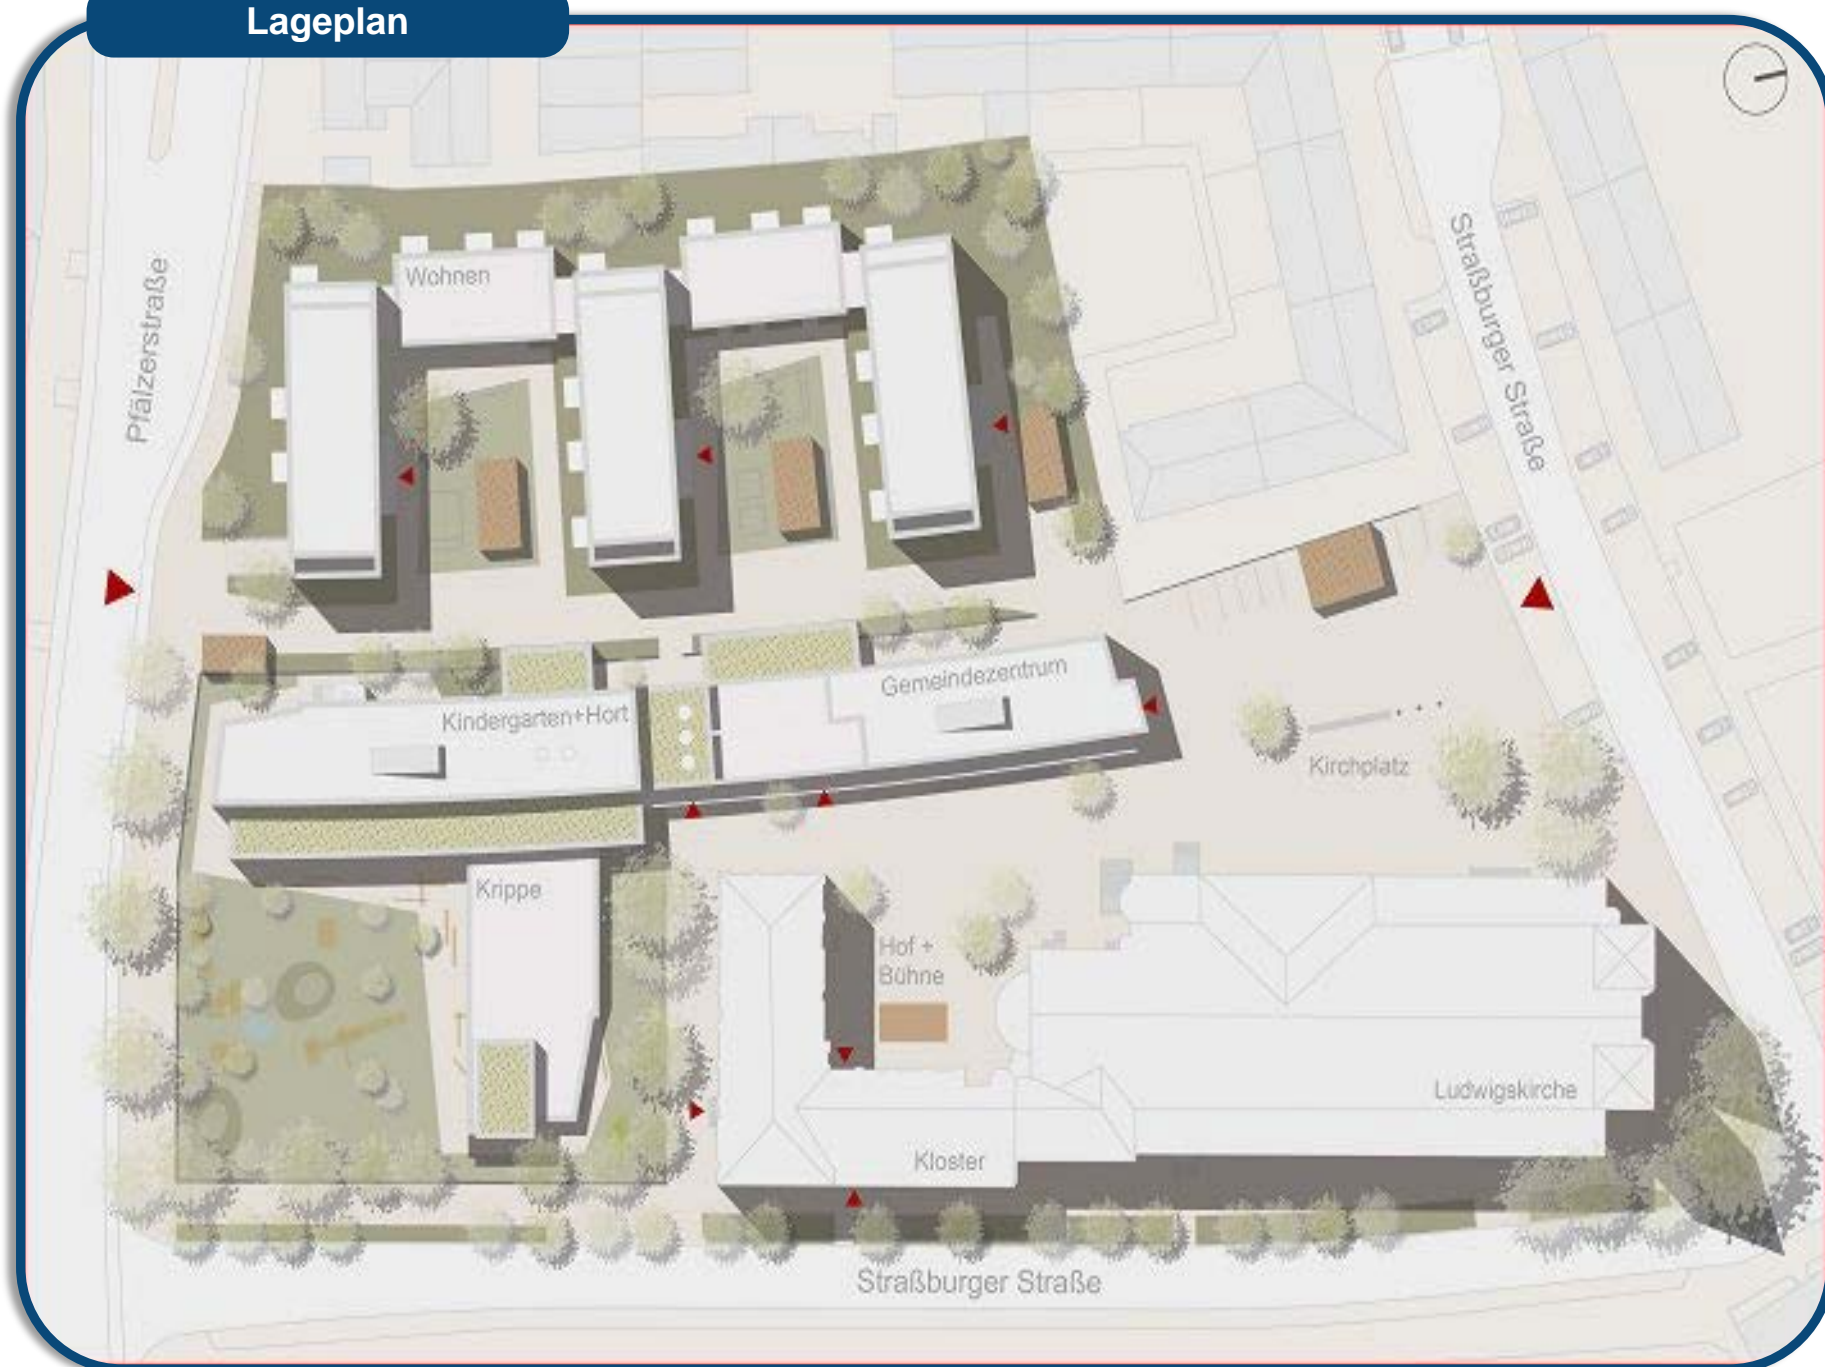 Lageplan
Pfälzerstraße
Wohnen
Straßburger Straße
Kindergarten+Hort
Gemeindezentrum
Kirchplatz
Krippe
Hof +
Bühne
Ludwigskirche
Kloster
Straßburger Straße